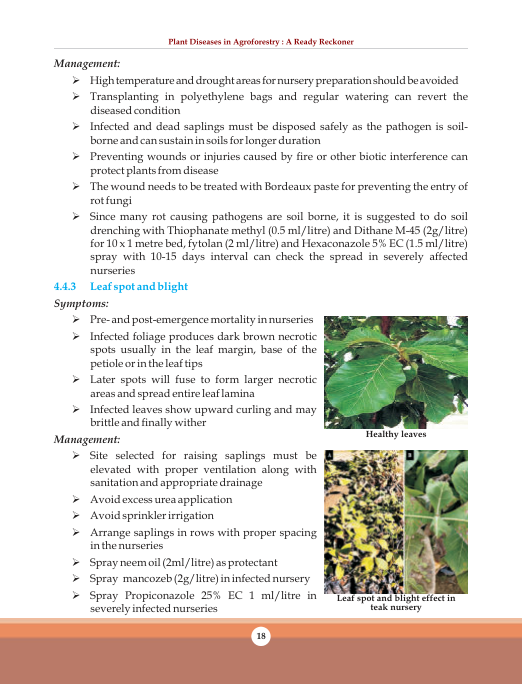 Plant Diseases in Agroforestry : A Ready Reckoner
Management:
➢ High temperature and drought areas for nursery preparation should be avoided
➢ Transplanting in polyethylene bags and regular watering can revert the
diseased condition
➢ Infected and dead saplings must be disposed safely as the pathogen is soil-
borne and can sustain in soils for longer duration
➢ Preventing wounds or injuries caused by fire or other biotic interference can
protect plants from disease
➢ The wound needs to be treated with Bordeaux paste for preventing the entry of
rot fungi
➢ Since many rot causing pathogens are soil borne, it is suggested to do soil
drenching with Thiophanate methyl (0.5 ml/litre) and Dithane M-45 (2g/litre)
for 10 x 1 metre bed, fytolan (2 ml/litre) and Hexaconazole 5% EC (1.5 ml/litre)
spray with 10-15 days interval can check the spread in severely affected
nurseries
4.4.3 Leaf spot and blight
Symptoms:
➢ Pre- and post-emergence mortality in nurseries
➢ Infected foliage produces dark brown necrotic
spots usually in the leaf margin, base of the
petiole or in the leaf tips
➢ Later spots will fuse to form larger necrotic
areas and spread entire leaf lamina
➢ Infected leaves show upward curling and may
brittle and finally wither
Healthy leaves
Management:
➢ Site selected for raising saplings must be
elevated with proper ventilation along with
sanitation and appropriate drainage
➢ Avoid excess urea application
➢ Avoid sprinkler irrigation
➢ Arrange saplings in rows with proper spacing
in the nurseries
➢ Spray neem oil (2ml/litre) as protectant
➢ Spray mancozeb (2g/litre) in infected nursery
➢ Spray Propiconazole 25% EC 1 ml/litre in
severely infected nurseries
A B
Leaf spot and blight effect in
teak nursery
18